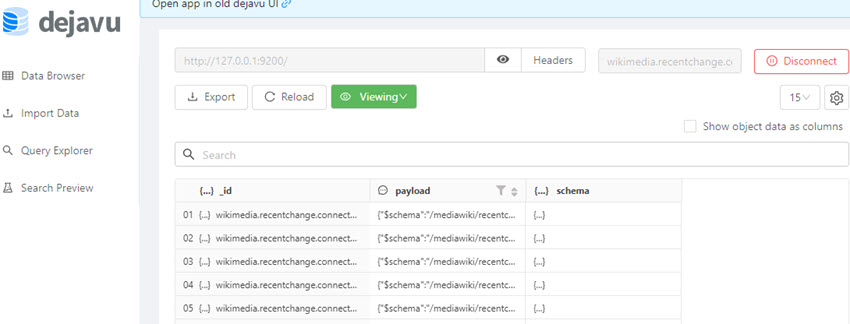 Open app in old dejavu UI
dejavu
http://127.0.0.1:9200/ Headers wikimedia.recentchange.c Disconnect
Data Browser
Export Reload Viewing 15
Import Data
Show object data as columns
Query Explorer
Search
Search Preview
{...} _id payload {...} schema
01 {...} wikimedia.recentchange.connect... {"$schema":"/mediawiki/recentc... {...}
02 {...} wikimedia.recentchange.connect... {"$schema":"/mediawiki/recentc... {...}
03 {...} wikimedia.recentchange.connect... {"$schema":"/mediawiki/recentc... {...}
04 {...} wikimedia.recentchange.connect... {"$schema":"/mediawiki/recentc... {...}
05 {...} wikimedia.recentchange.connect... {"$schema":"/mediawiki/recentc... {...}